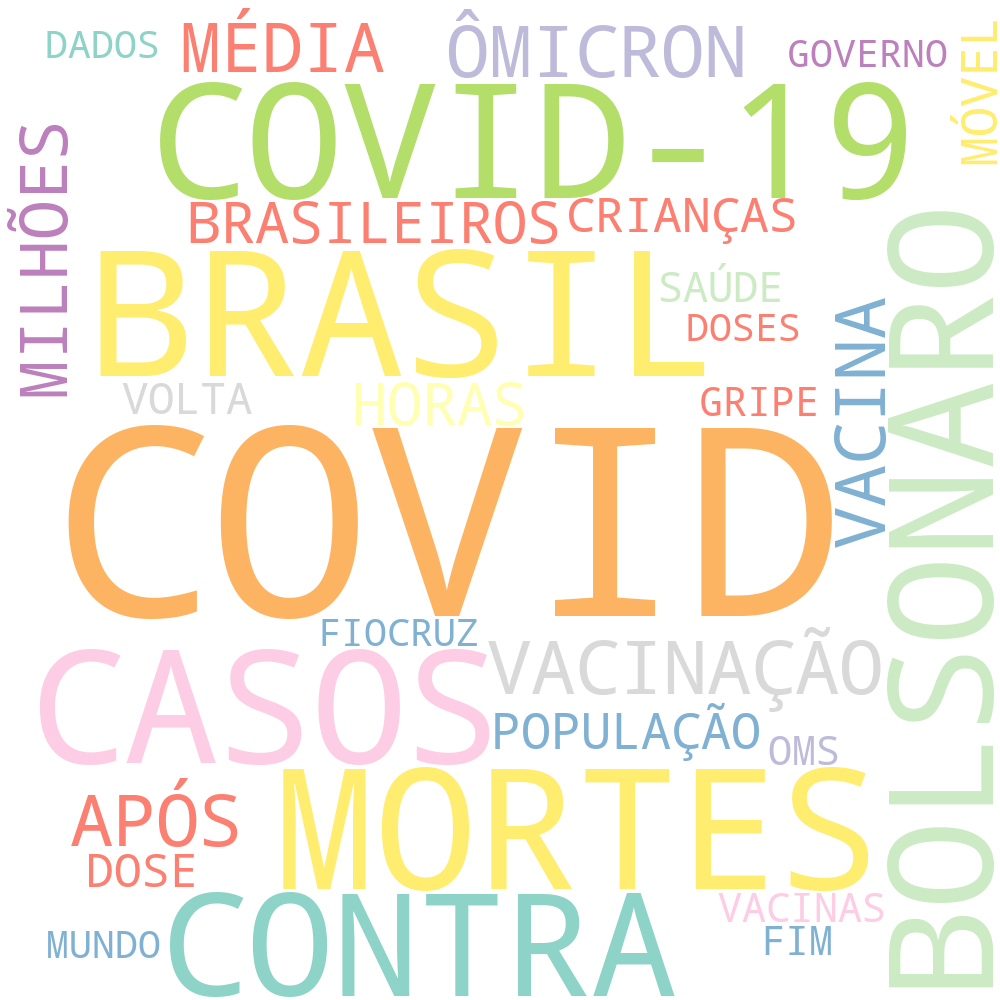 DADOS
MÉDIA
ÔMICRON
GOVERNO
MÓVEL
COVID-19
MILHÕES
BRASILEIROS
CRIANÇAS
BRASIL
SAÚDE
DOSES
BOLSONARO
VACINA
VOLTA
HORAS
GRIPE
COVID
FIOCRUZ
CASOS
VACINAÇÃO
POPULAÇÃO
OMS
APÓS
MORTES
DOSE
CONTRA
VACINAS
MUNDO
FIM